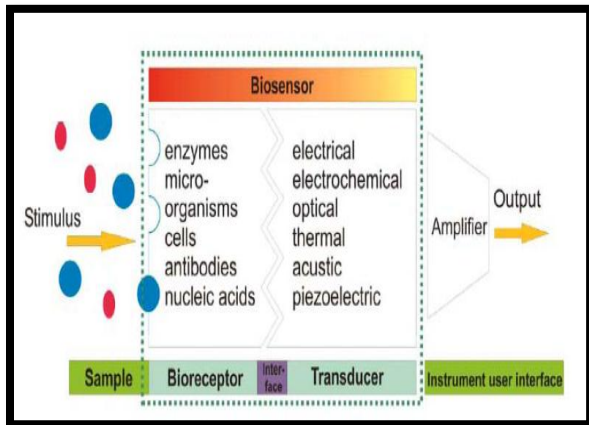 Biosensor
Stimulus
enzymes
micro-
organisms
cells
antibodies
nucleic acids
electrical
electrochemical
optical
thermal
acustic
piezoelectric
Amplifier
Output
Sample
Bioreceptor
Inter-
face
Transducer
Instrument user interface